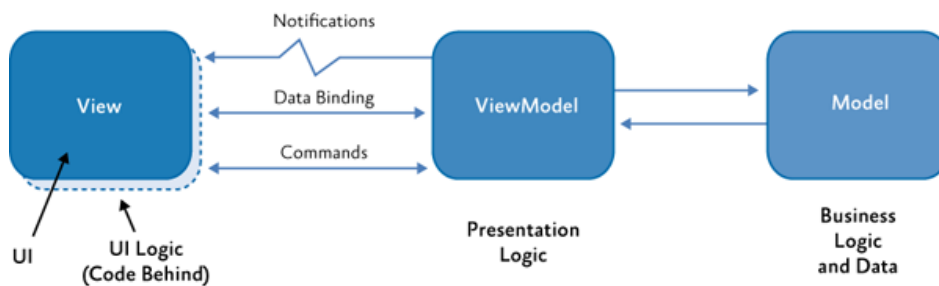 Notifications
View
Data Binding
ViewModel
Model
Commands
UI
UI Logic
(Code Behind)
Presentation
Logic
Business
Logic
and Data